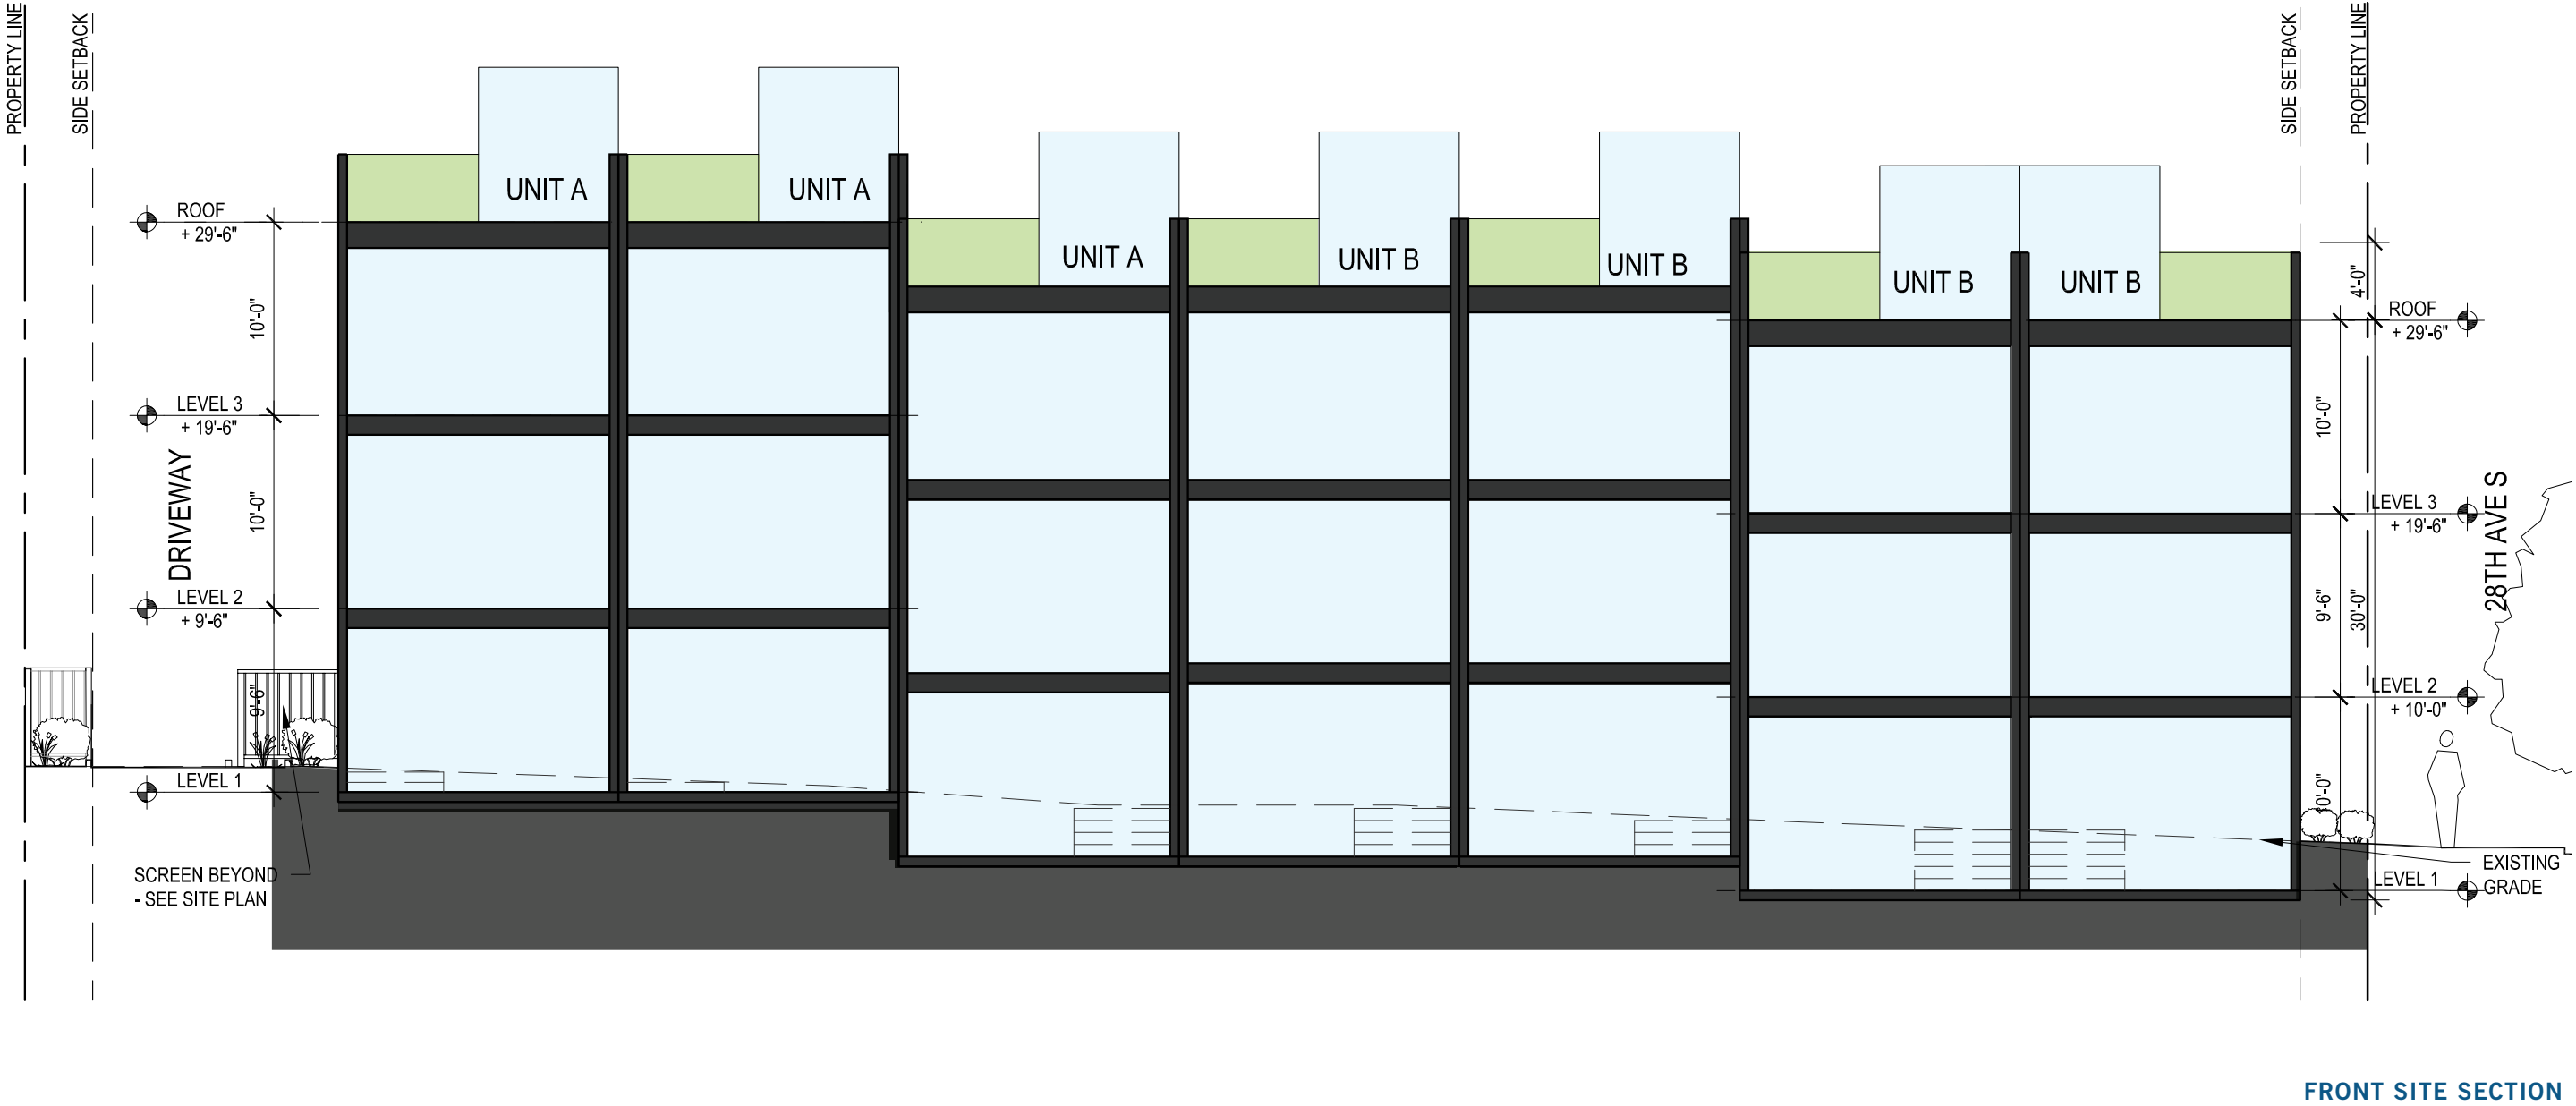 PROPERTY LINE
SIDE SETBACK
SIDE SETBACK
PROPERTY LINE
UNIT A
UNIT A
UNIT A
UNIT B
UNIT B
UNIT B
UNIT B
ROOF
+ 29'-6"
10'-0"
LEVEL 3
+ 19'-6"
DRIVEWAY
10'-0"
LEVEL 2
+ 9'-6"
9'-6"
LEVEL 1
SCREEN BEYOND
- SEE SITE PLAN
4'-0"
ROOF
+ 29'-6"
10'-0"
LEVEL 3
+ 19'-6"
28TH AVE S
9'-6"
30'-0"
LEVEL 2
+ 10'-0"
10'-0"
LEVEL 1
EXISTING
GRADE
FRONT SITE SECTION